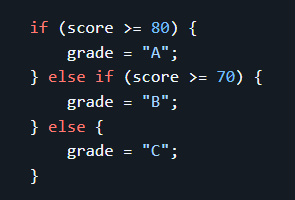 if (score >= 80) {
    grade = "A";
} else if (score >= 70) {
    grade = "B";
} else {
    grade = "C";
}